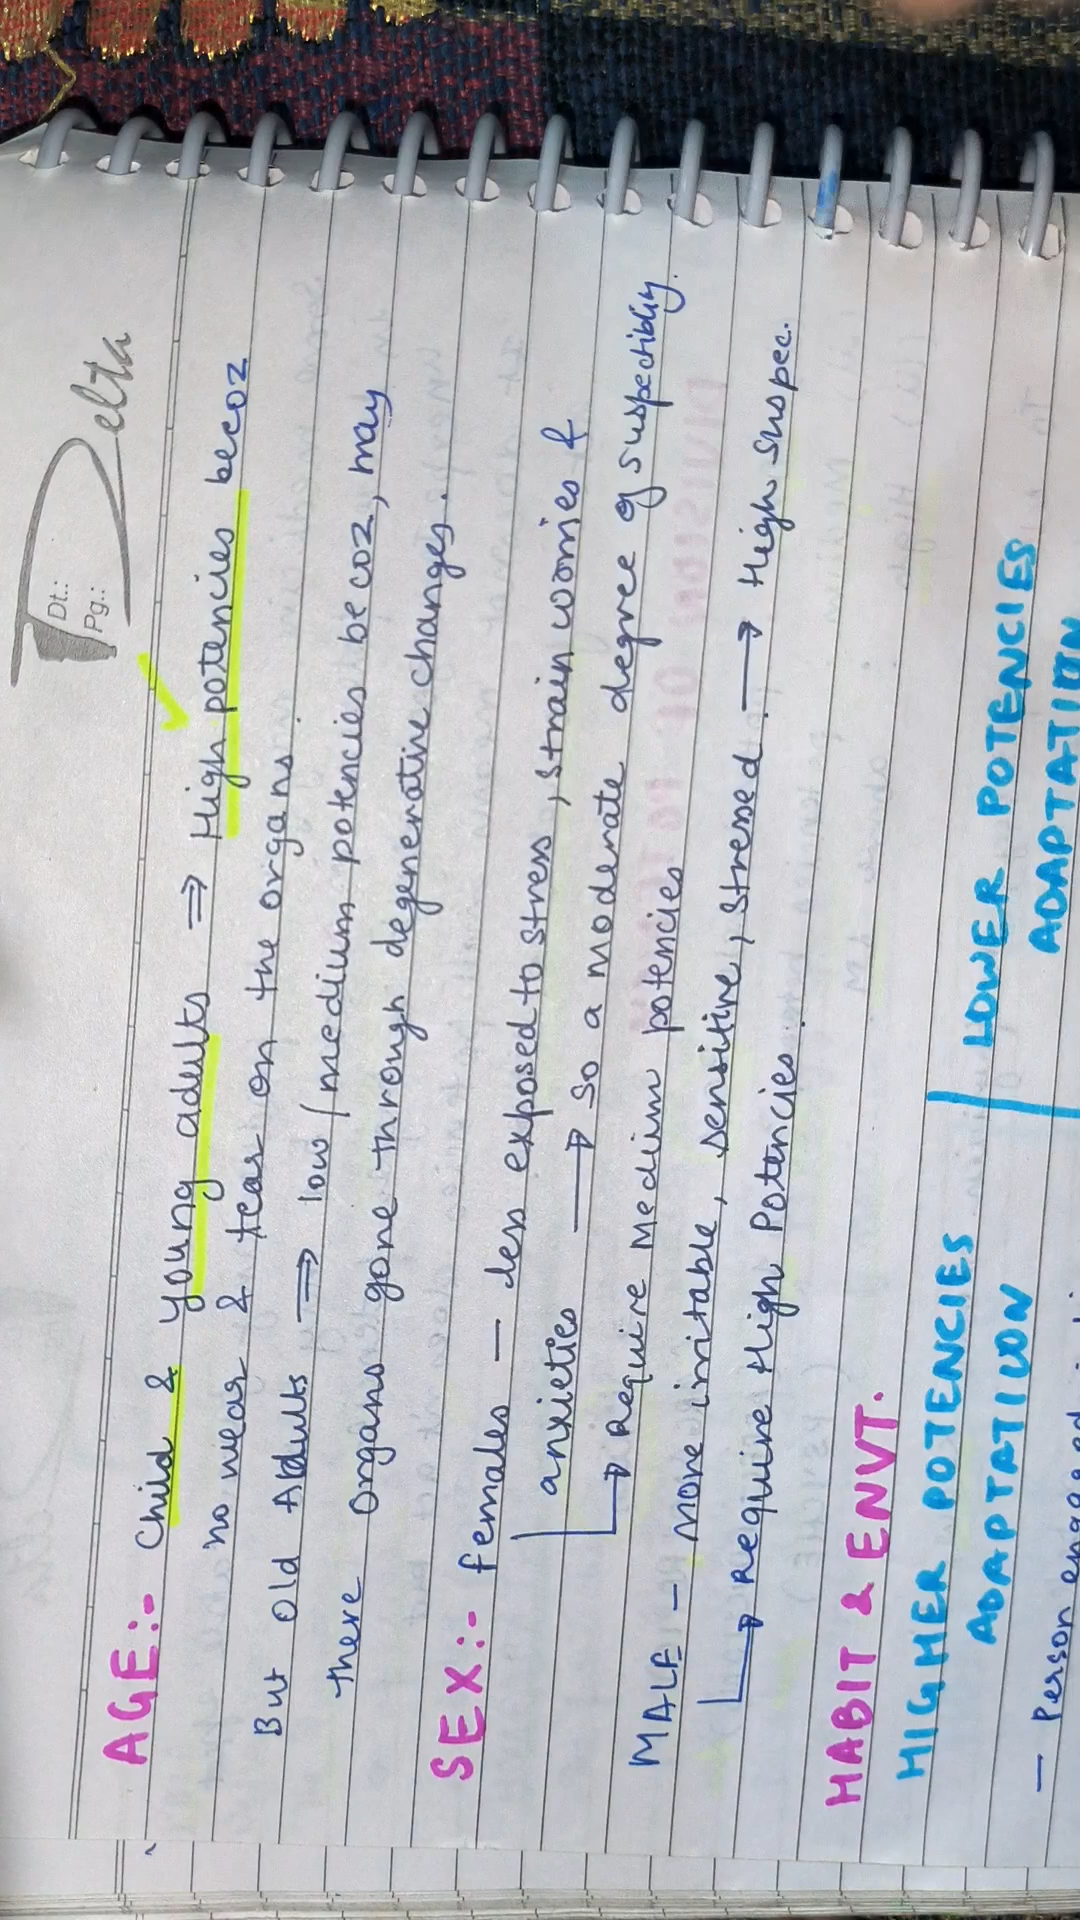 Delta
Dt.:
Pg.:
AGE:- Child & young adults ⇒ High potencies becoz
no wear & tear on the organs.
But Old Adults ⇒ low / medium potencies becoz, may
there organs gone through degenerative changes.
SEX:- females — less exposed to stress, strain worries &
anxieties → so a moderate degree of suspectibliy.
↳ require Medium potencies
MALE - more irritable, sensitive, stressed. → High suspec.
↳ require High Potencies.
HABIT & ENVT.
HIGHER POTENCIES | LOWER POTENCIES
ADAPTATION ADAPTATION
- Person engaged